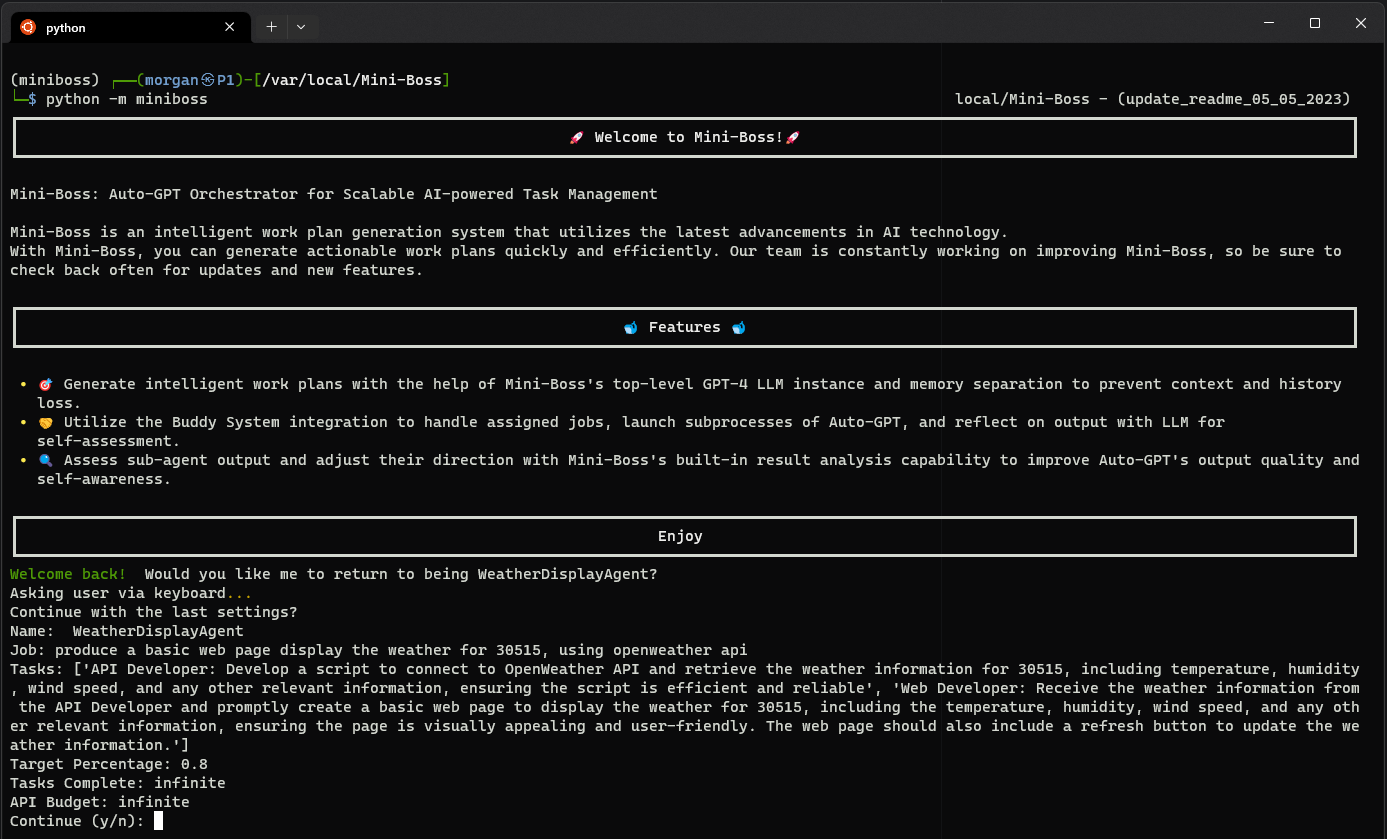 python
(miniboss) ┌──(morgan㉿P1)-[/var/local/Mini-Boss]
└─$ python -m miniboss local/Mini-Boss - (update_readme_05_05_2023)
🚀 Welcome to Mini-Boss!🚀
Mini-Boss: Auto-GPT Orchestrator for Scalable AI-powered Task Management
Mini-Boss is an intelligent work plan generation system that utilizes the latest advancements in AI technology.
With Mini-Boss, you can generate actionable work plans quickly and efficiently. Our team is constantly working on improving Mini-Boss, so be sure to
check back often for updates and new features.
🐳 Features 🐳
• 🎯 Generate intelligent work plans with the help of Mini-Boss's top-level GPT-4 LLM instance and memory separation to prevent context and history
loss.
• 🤝 Utilize the Buddy System integration to handle assigned jobs, launch subprocesses of Auto-GPT, and reflect on output with LLM for
self-assessment.
• 🔍 Assess sub-agent output and adjust their direction with Mini-Boss's built-in result analysis capability to improve Auto-GPT's output quality and
self-awareness.
Enjoy
Welcome back!  Would you like me to return to being WeatherDisplayAgent?
Asking user via keyboard...
Continue with the last settings?
Name:  WeatherDisplayAgent
Job: produce a basic web page display the weather for 30515, using openweather api
Tasks: ['API Developer: Develop a script to connect to OpenWeather API and retrieve the weather information for 30515, including temperature, humidity
, wind speed, and any other relevant information, ensuring the script is efficient and reliable', 'Web Developer: Receive the weather information from
 the API Developer and promptly create a basic web page to display the weather for 30515, including the temperature, humidity, wind speed, and any oth
er relevant information, ensuring the page is visually appealing and user-friendly. The web page should also include a refresh button to update the we
ather information.']
Target Percentage: 0.8
Tasks Complete: infinite
API Budget: infinite
Continue (y/n):